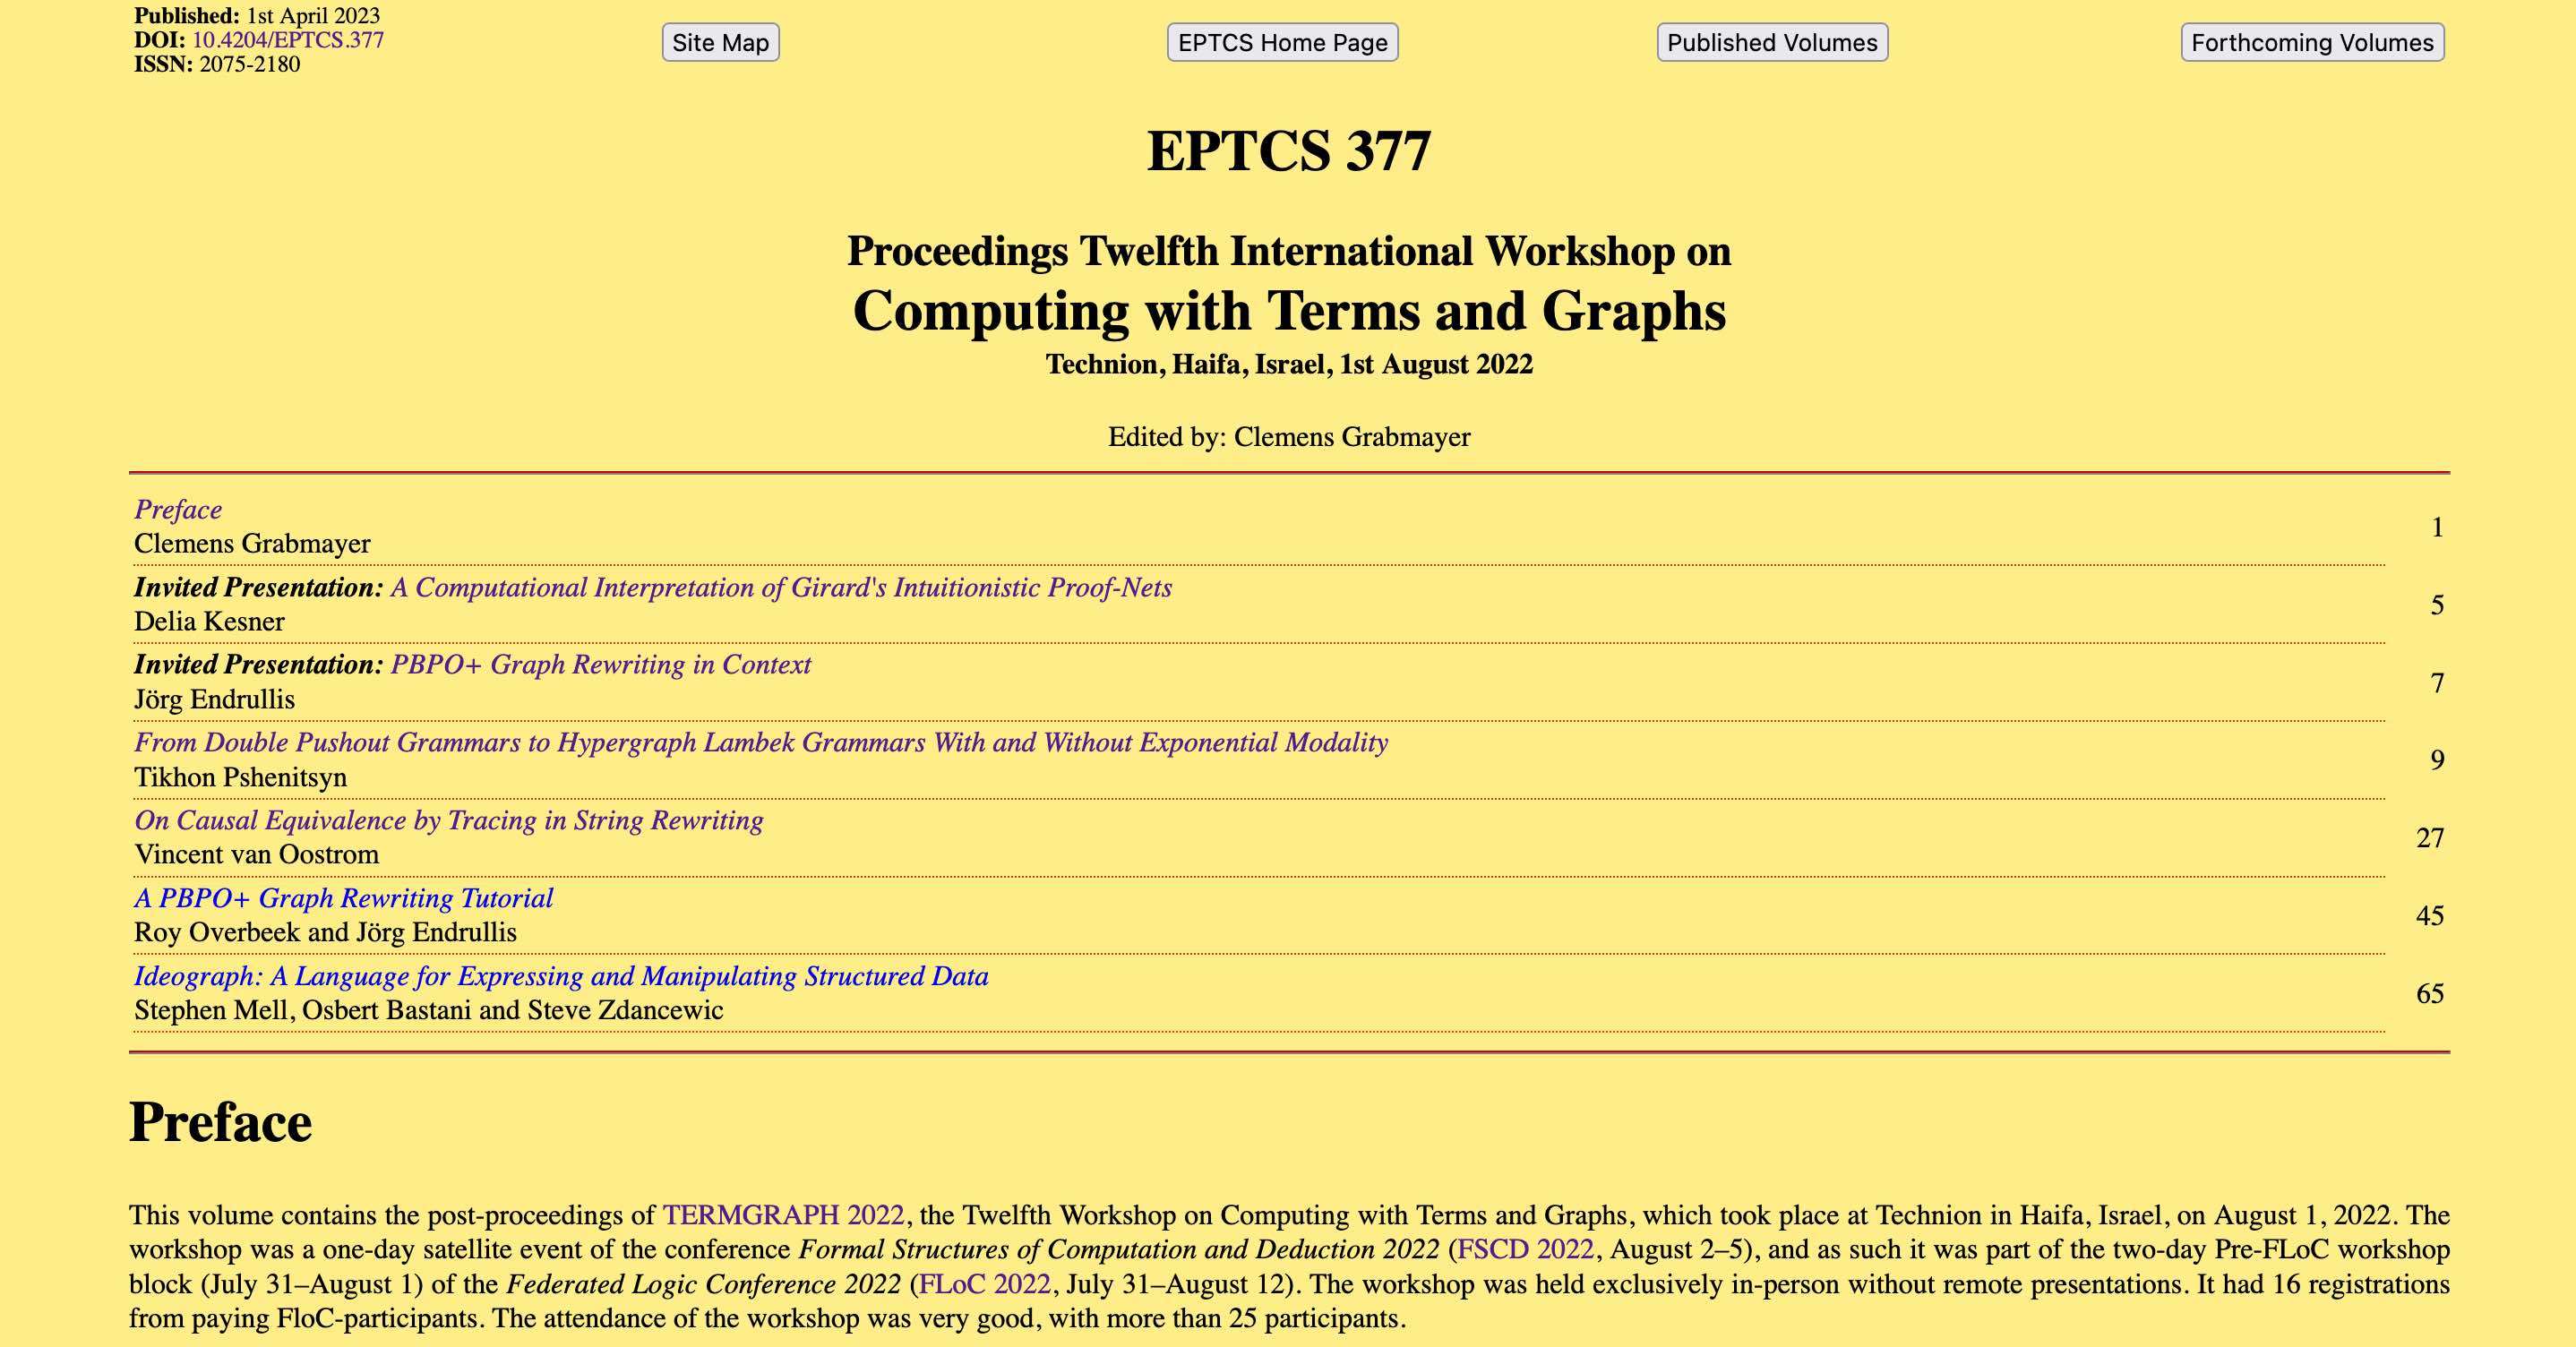 Published: 1st April 2023
DOI: 10.4204/EPTCS.377
ISSN: 2075-2180
Site Map
EPTCS Home Page
Published Volumes
Forthcoming Volumes
EPTCS 377
Proceedings Twelfth International Workshop on
Computing with Terms and Graphs
Technion, Haifa, Israel, 1st August 2022
Edited by: Clemens Grabmayer
Preface
Clemens Grabmayer
1
Invited Presentation: A Computational Interpretation of Girard's Intuitionistic Proof-Nets
Delia Kesner
5
Invited Presentation: PBPO+ Graph Rewriting in Context
Jörg Endrullis
7
From Double Pushout Grammars to Hypergraph Lambek Grammars With and Without Exponential Modality
Tikhon Pshenitsyn
9
On Causal Equivalence by Tracing in String Rewriting
Vincent van Oostrom
27
A PBPO+ Graph Rewriting Tutorial
Roy Overbeek and Jörg Endrullis
45
Ideograph: A Language for Expressing and Manipulating Structured Data
Stephen Mell, Osbert Bastani and Steve Zdancewic
65
Preface
This volume contains the post-proceedings of TERMGRAPH 2022, the Twelfth Workshop on Computing with Terms and Graphs, which took place at Technion in Haifa, Israel, on August 1, 2022. The
workshop was a one-day satellite event of the conference Formal Structures of Computation and Deduction 2022 (FSCD 2022, August 2–5), and as such it was part of the two-day Pre-FLoC workshop
block (July 31–August 1) of the Federated Logic Conference 2022 (FLoC 2022, July 31–August 12). The workshop was held exclusively in-person without remote presentations. It had 16 registrations
from paying FloC-participants. The attendance of the workshop was very good, with more than 25 participants.